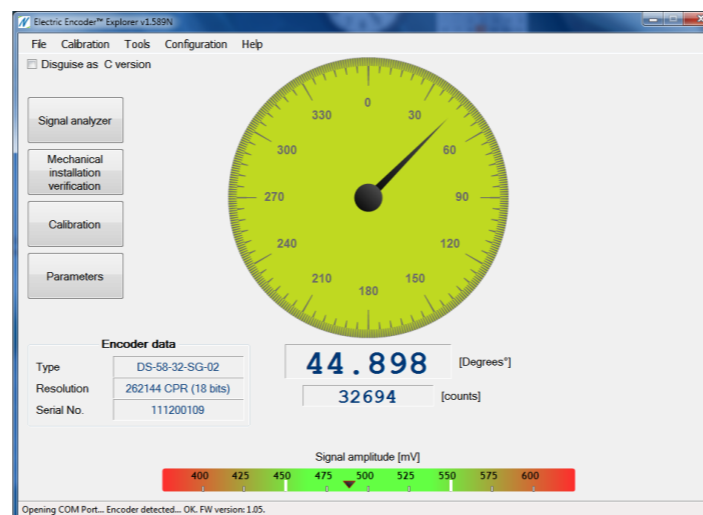 Electric Encoder™ Explorer v1.589N
File Calibration Tools Configuration Help
Disguise as C version
Signal analyzer
Mechanical
installation
verification
Calibration
Parameters
0
30
60
90
120
150
180
210
240
270
300
330
Encoder data
Type DS-58-32-SG-02
Resolution 262144 CPR (18 bits)
Serial No. 111200109
44.898 [Degrees°]
32694 [counts]
Signal amplitude [mV]
400 425 450 475 500 525 550 575 600
Opening COM Port... Encoder detected... OK. FW version: 1.05.